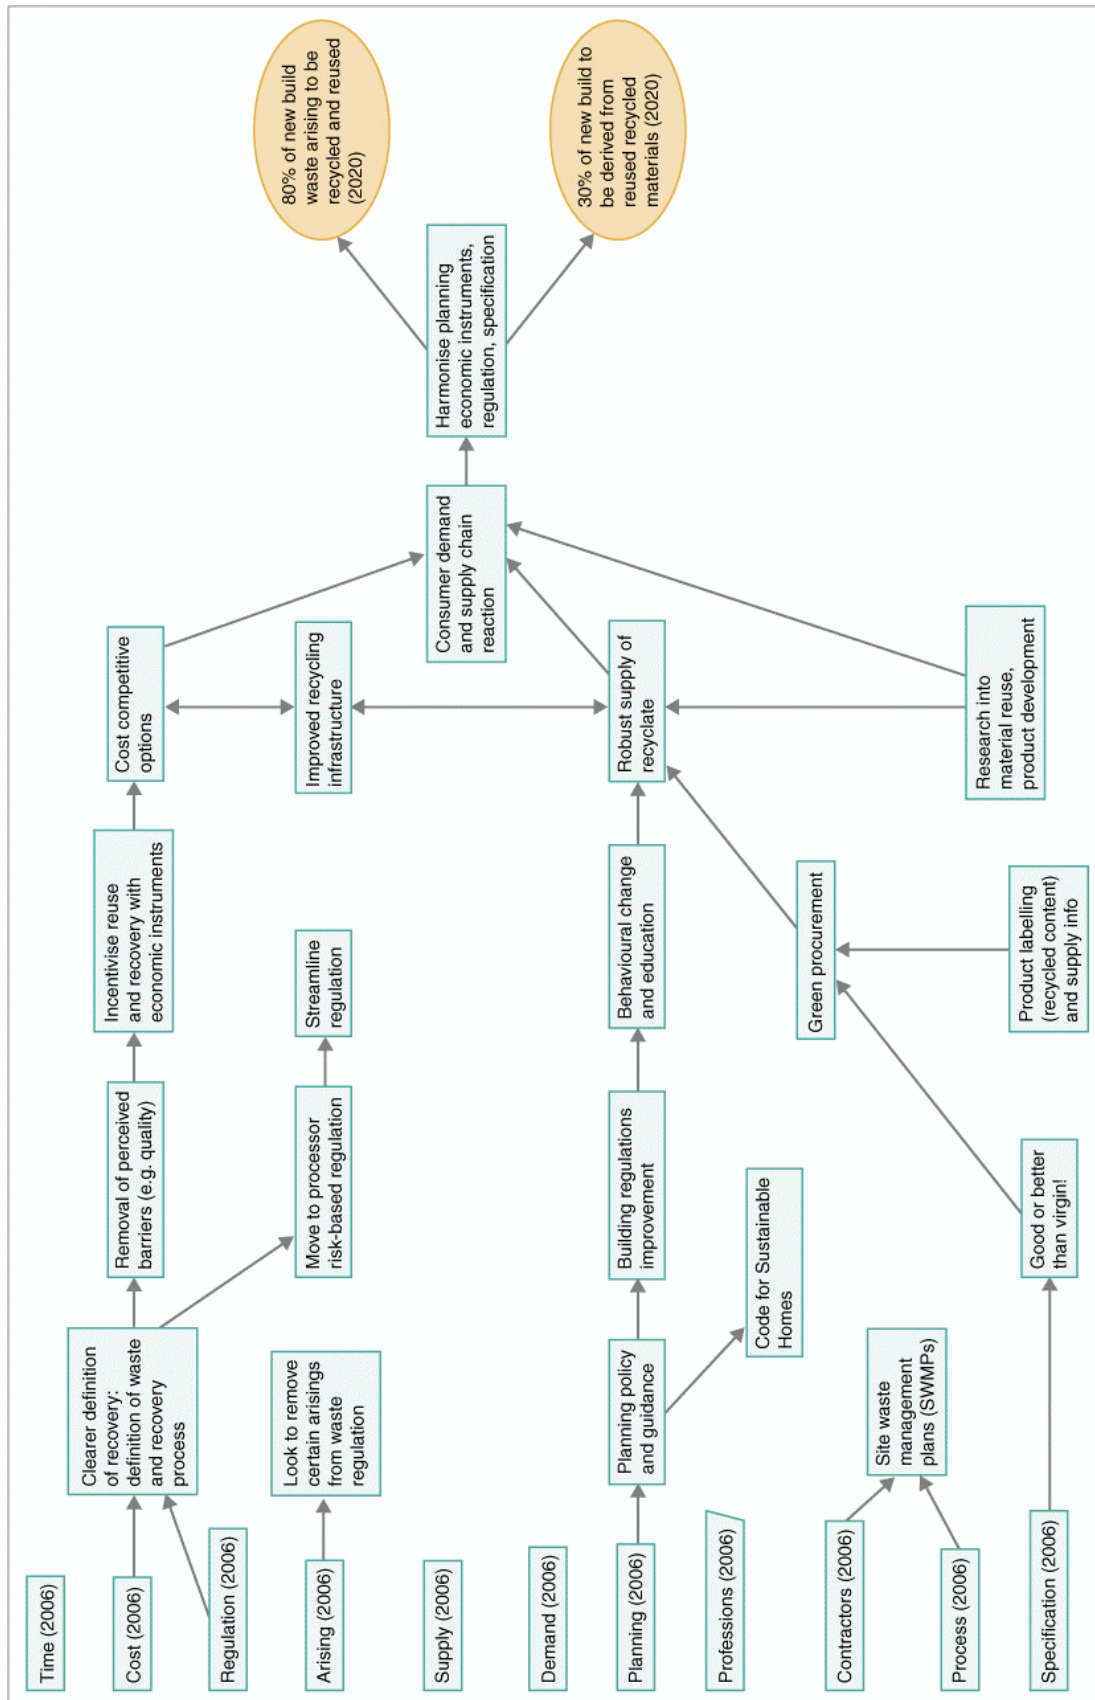 Time (2006)
Cost (2006)
Regulation (2006)
Arising (2006)
Supply (2006)
Demand (2006)
Planning (2006)
Professions (2006)
Contractors (2006)
Process (2006)
Specification (2006)
Clearer definition
of recovery:
definition of waste
and recovery
process
Look to remove
certain arisings
from waste
regulation
Planning policy
and guidance
Site waste
management
plans (SWMPs)
Removal of perceived
barriers (e.g. quality)
Move to processor
risk-based regulation
Building regulations
improvement
Code for Sustainable
Homes
Good or better
than virgin!
Incentivise reuse
and recovery with
economic instruments
Streamline
regulation
Behavioural change
and education
Green procurement
Product labelling
(recycled content)
and supply info
Cost competitive
options
Improved recycling
infrastructure
Robust supply of
recyclate
Research into
material reuse,
product development
Consumer demand
and supply chain
reaction
Harmonise planning
economic instruments,
regulation, specification
80% of new build
waste arising to be
recycled and reused
(2020)
30% of new build to
be derived from
reused recycled
materials (2020)